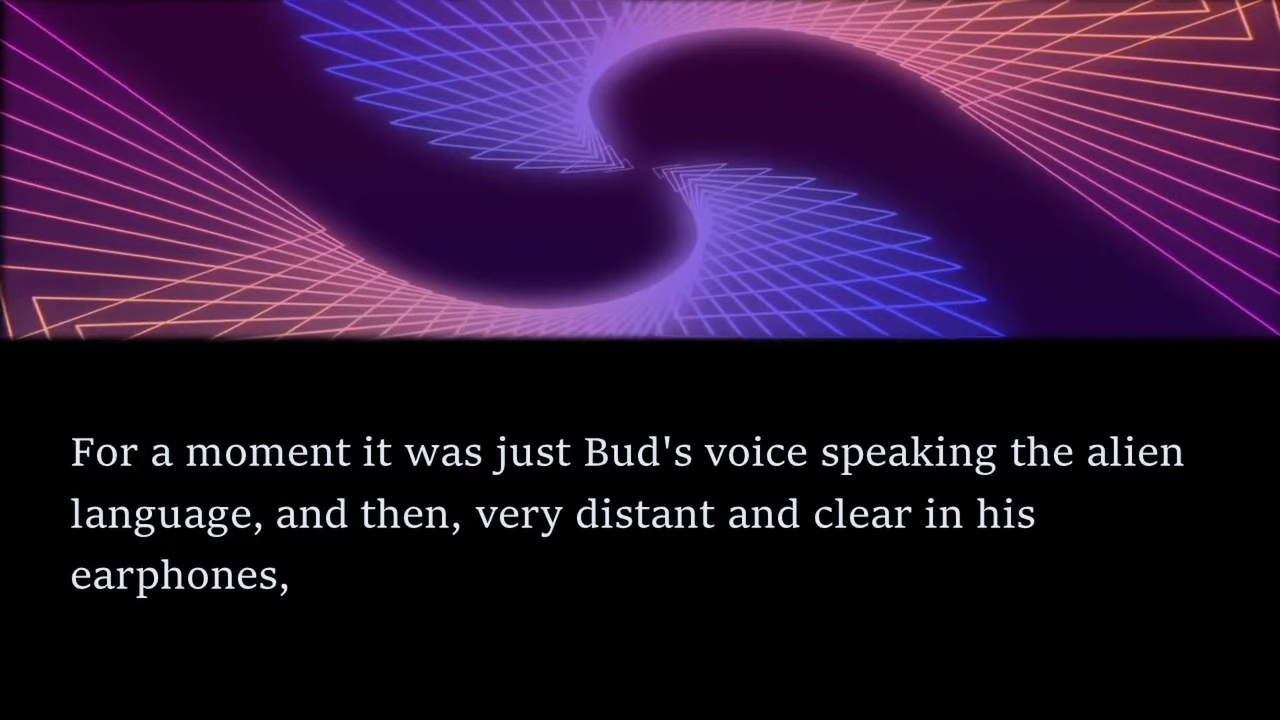 For a moment it was just Bud's voice speaking the alien
language, and then, very distant and clear in his
earphones,